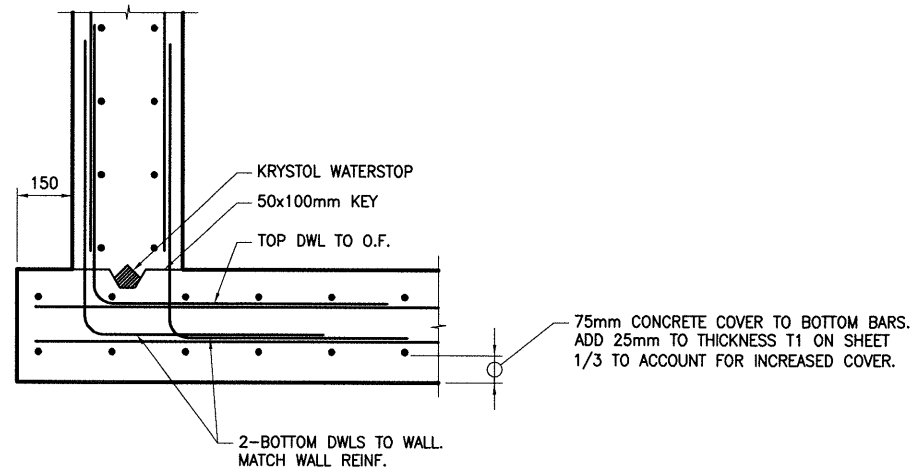 KRYSTOL WATERSTOP
150
50x100mm KEY
TOP DWL TO O.F.
75mm CONCRETE COVER TO BOTTOM BARS.
ADD 25mm TO THICKNESS T1 ON SHEET
1/3 TO ACCOUNT FOR INCREASED COVER.
2-BOTTOM DWLS TO WALL.
MATCH WALL REINF.